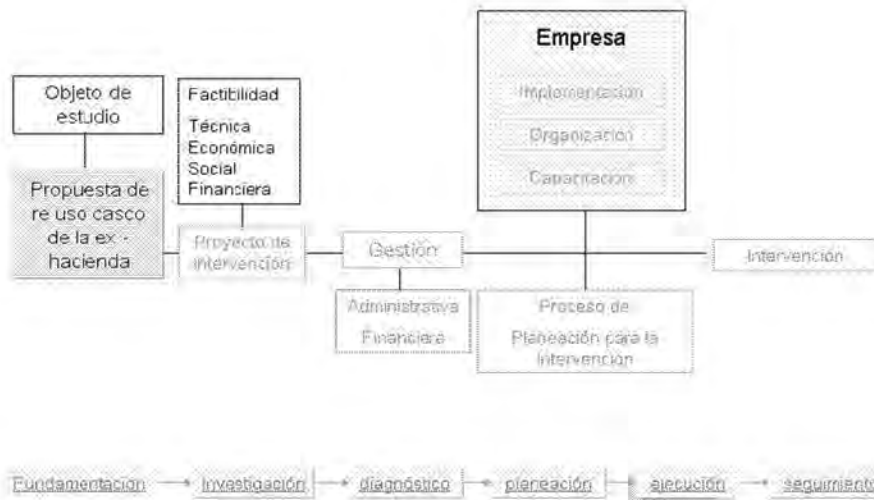 Empresa
Implementación
Organización
Capacitación
Objeto de
estudio
Factibilidad
Técnica
Económica
Social
Financiera
Propuesta de
re uso casco
de la ex -
hacienda
Proyecto de
intervención
Gestión
Intervención
Administrativa
Financiera
Proceso de
Planeación para la
Intervención
Fundamentación
Investigación
diagnóstico
planeación
ejecución
seguimiento